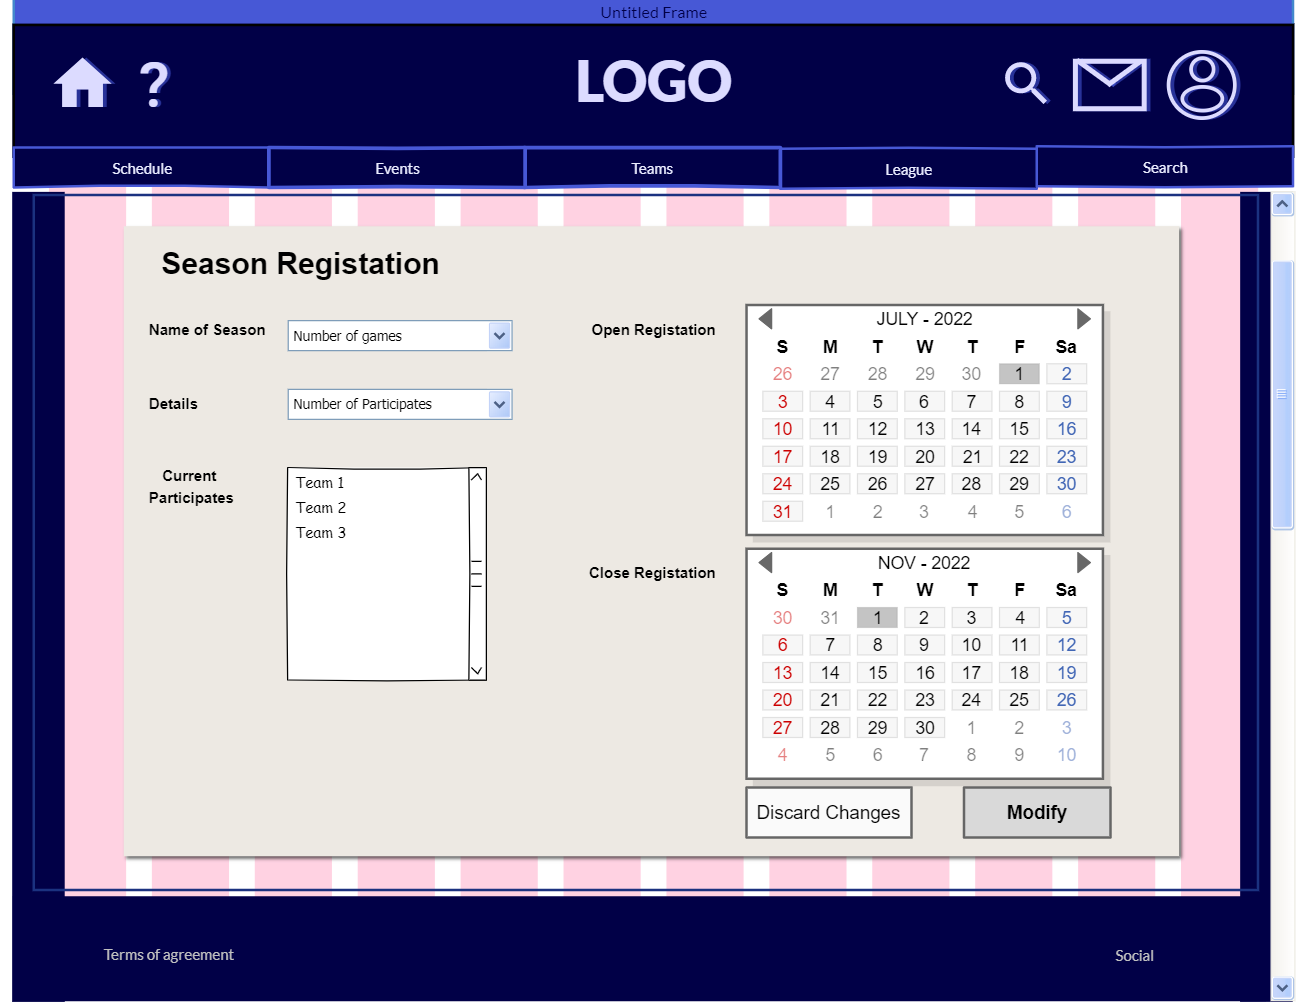 Untitled Frame
?
LOGO
Schedule Events Teams League Search
Season Registation
Name of Season
Number of games
Details
Number of Participates
Current
Participates
Team 1
Team 2
Team 3
Open Registation
JULY - 2022
S M T W T F Sa
26 27 28 29 30 1 2
3 4 5 6 7 8 9
10 11 12 13 14 15 16
17 18 19 20 21 22 23
24 25 26 27 28 29 30
31 1 2 3 4 5 6
Close Registation
NOV - 2022
S M T W T F Sa
30 31 1 2 3 4 5
6 7 8 9 10 11 12
13 14 15 16 17 18 19
20 21 22 23 24 25 26
27 28 29 30 1 2 3
4 5 6 7 8 9 10
Discard Changes Modify
Terms of agreement Social